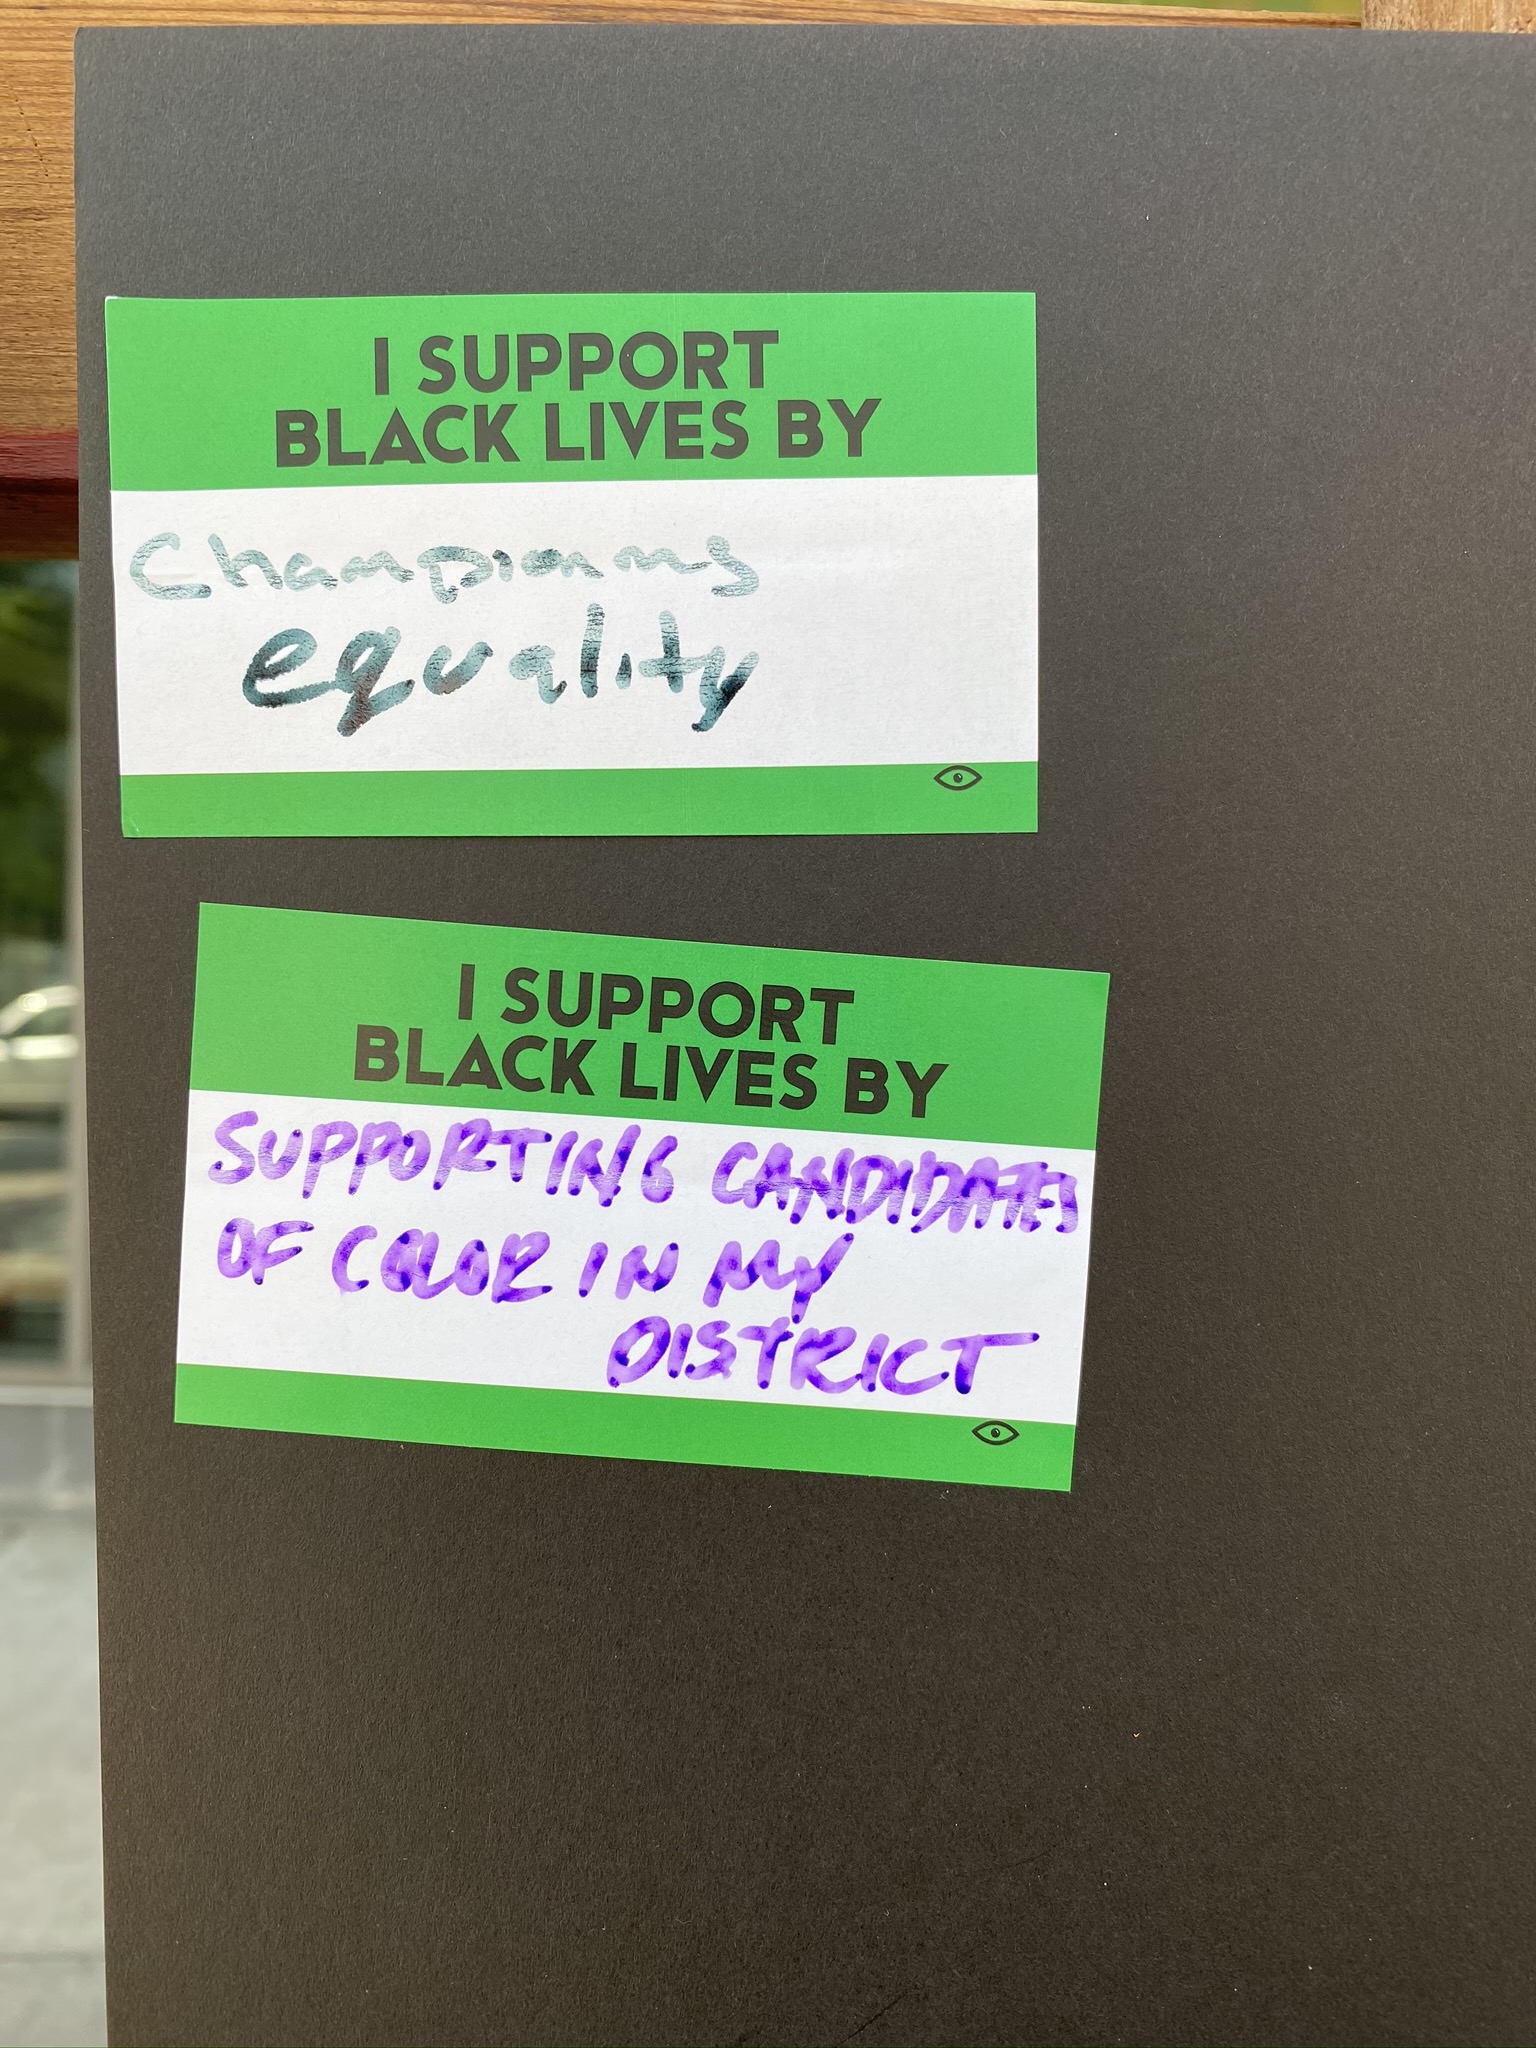 I SUPPORT
BLACK LIVES BY
Championing
equality
I SUPPORT
BLACK LIVES BY
SUPPORTING CANDIDATES
OF COLOR IN MY
DISTRICT